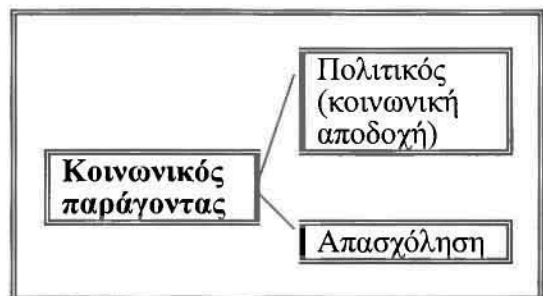 Πολιτικός
(κοινωνική
αποδοχή)
Κοινωνικός
παράγοντας
Απασχόληση